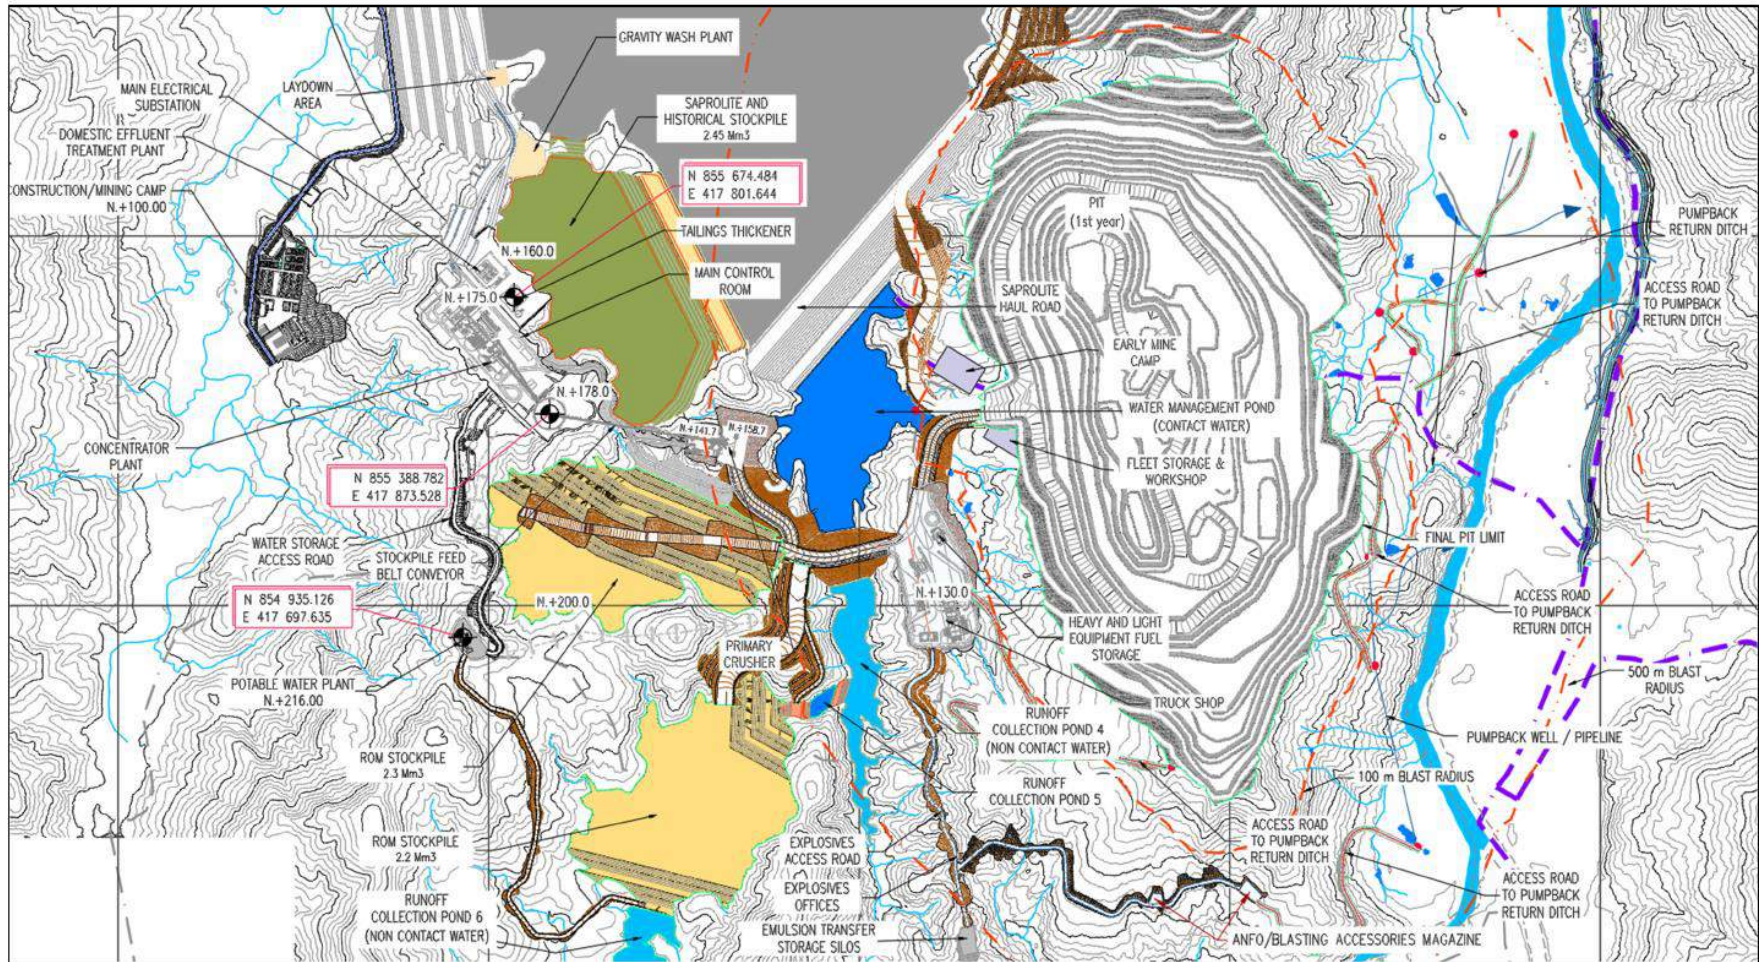 GRAVITY WASH PLANT
LAYDOWN
AREA
MAIN ELECTRICAL
SUBSTATION
SAPROLITE AND
HISTORICAL STOCKPILE
2.45 Mm3
DOMESTIC EFFLUENT
TREATMENT PLANT
N 855 674.484
E 417 801.644
CONSTRUCTION/MINING CAMP
N.+100.00
PIT
(1st year)
PUMPBACK
RETURN DITCH
TAILINGS THICKENER
N.+160.0
MAIN CONTROL
ROOM
N.+175.0
SAPROLITE
HAUL ROAD
ACCESS ROAD
TO PUMPBACK
RETURN DITCH
EARLY MINE
CAMP
N.+178.0
WATER MANAGEMENT POND
(CONTACT WATER)
N.+141.7
N.+158.7
CONCENTRATOR
PLANT
FLEET STORAGE &
WORKSHOP
N 855 388.782
E 417 873.528
WATER STORAGE
ACCESS ROAD
STOCKPILE FEED
BELT CONVEYOR
FINAL PIT LIMIT
N 854 935.126
E 417 697.635
N.+200.0
N.+130.0
ACCESS ROAD
TO PUMPBACK
RETURN DITCH
HEAVY AND LIGHT
EQUIPMENT FUEL
STORAGE
PRIMARY
CRUSHER
POTABLE WATER PLANT
N.+216.00
500 m BLAST
RADIUS
TRUCK SHOP
RUNOFF
COLLECTION POND 4
(NON CONTACT WATER)
PUMPBACK WELL / PIPELINE
ROM STOCKPILE
2.3 Mm3
100 m BLAST RADIUS
RUNOFF
COLLECTION POND 5
ROM STOCKPILE
2.2 Mm3
EXPLOSIVES
ACCESS ROAD
ACCESS ROAD
TO PUMPBACK
RETURN DITCH
EXPLOSIVES
OFFICES
ACCESS ROAD
TO PUMPBACK
RETURN DITCH
RUNOFF
COLLECTION POND 6
(NON CONTACT WATER)
EMULSION TRANSFER
STORAGE SILOS
ANFO/BLASTING ACCESSORIES MAGAZINE